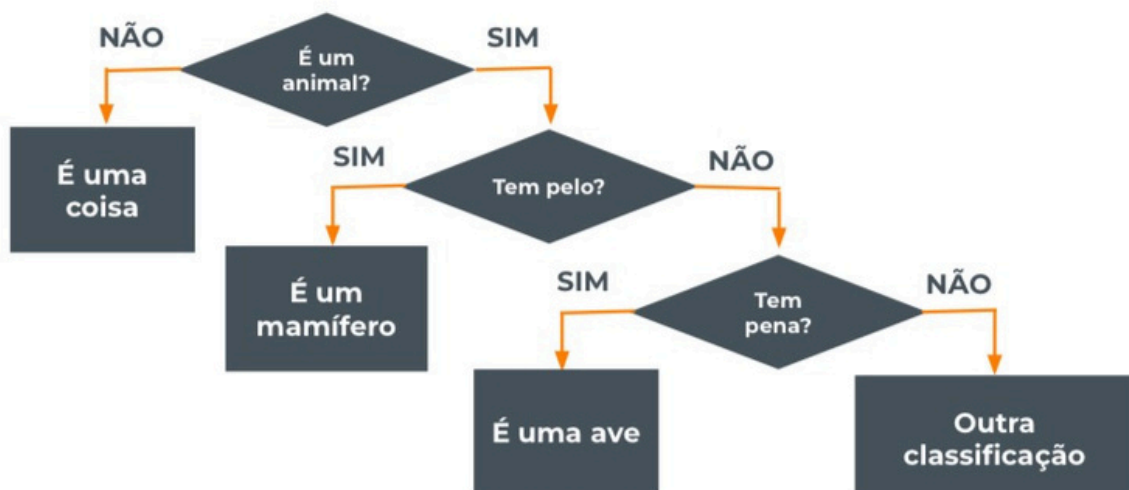 NÃO
É um
animal?
SIM
É uma
coisa
SIM
Tem pelo?
NÃO
É um
mamífero
SIM
Tem
pena?
NÃO
É uma ave
Outra
classificação